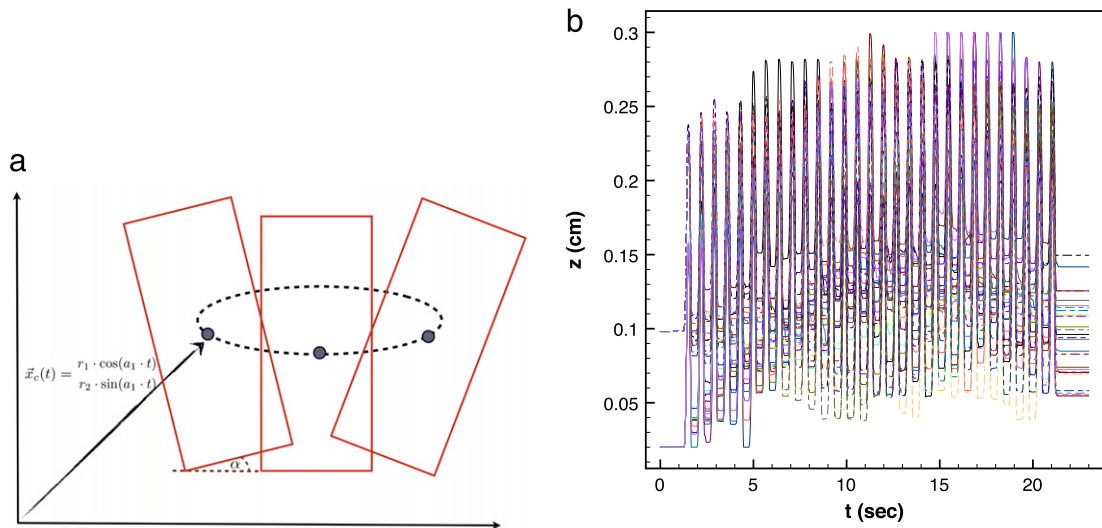 a
x⃗_c(t) = r₁ · cos(a₁ · t)
r₂ · sin(a₁ · t)
α
b
0.3
0.25
0.2
0.15
0.1
0.05
z (cm)
0 5 10 15 20
t (sec)